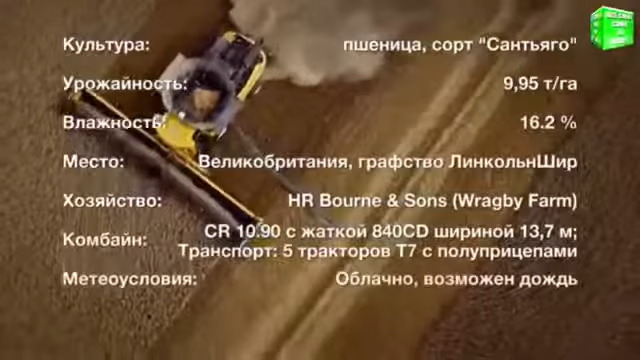 Культура: пшеница, сорт "Сантьяго"
Урожайность: 9,95 т/га
Влажность: 16.2 %
Место: Великобритания, графство ЛинкольнШир
Хозяйство: HR Bourne & Sons (Wragby Farm)
Комбайн: CR 10.90 с жаткой 840CD шириной 13,7 м;
Транспорт: 5 тракторов T7 с полуприцепами
Метеоусловия: Облачно, возможен дождь